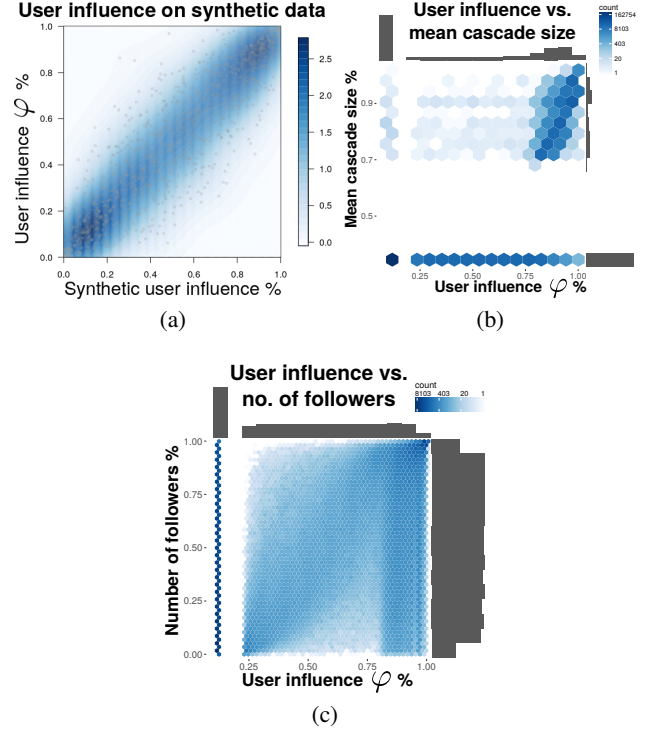 User influence on synthetic data
User influence φ %
0.0
0.2
0.4
0.6
0.8
1.0
0.0 0.2 0.4 0.6 0.8 1.0
Synthetic user influence %
2.5
2.0
1.5
1.0
0.5
0.0
(a)
User influence vs.
mean cascade size
count
162754
8103
403
20
1
Mean cascade size %
0.9
0.7
0.5
0.25 0.50 0.75 1.00
User influence φ %
(b)
User influence vs.
no. of followers
count
8103 403 20 1
Number of followers %
1.00
0.75
0.50
0.25
0.00
0.25 0.50 0.75 1.00
User influence φ %
(c)